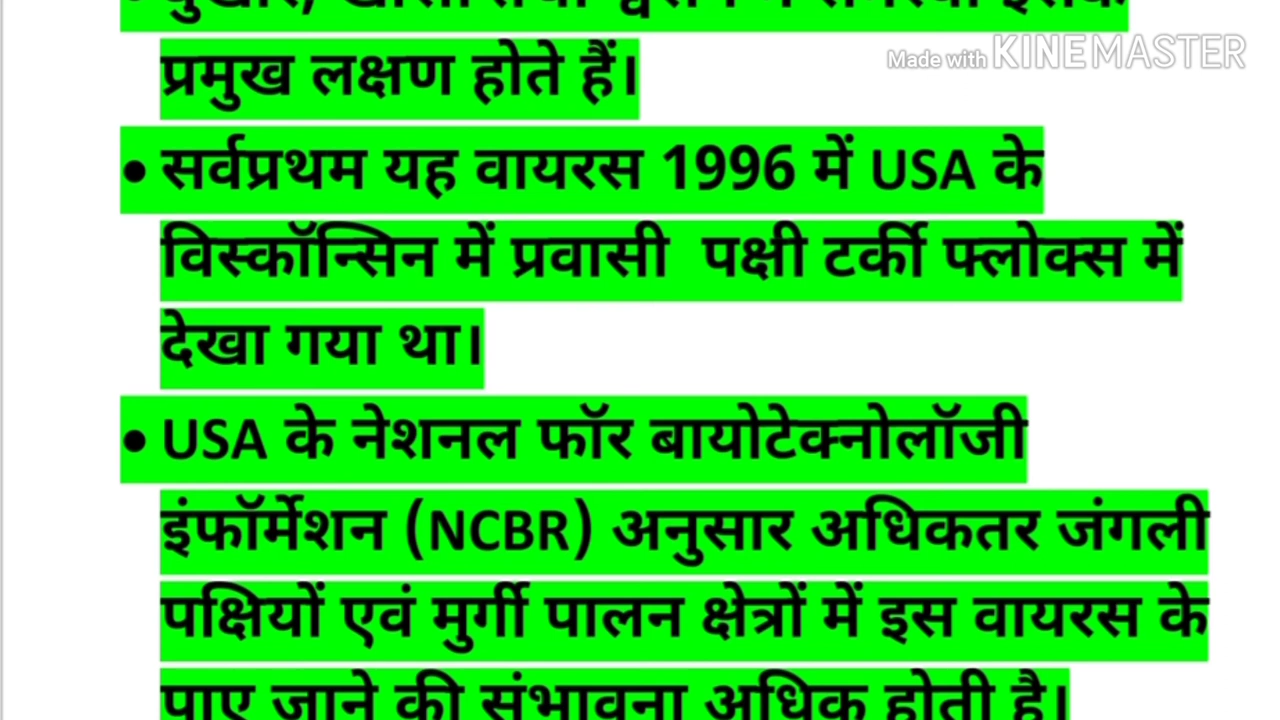 प्रमुख लक्षण होते हैं।
Made with KINEMASTER
• सर्वप्रथम यह वायरस 1996 में USA के
विस्कॉन्सिन में प्रवासी पक्षी टर्की फ्लोक्स में
देखा गया था।
• USA के नेशनल फॉर बायोटेक्नोलॉजी
इंफॉर्मेशन (NCBR) अनुसार अधिकतर जंगली
पक्षियों एवं मुर्गी पालन क्षेत्रों में इस वायरस के
पाए जाने की संभावना अधिक होती है।